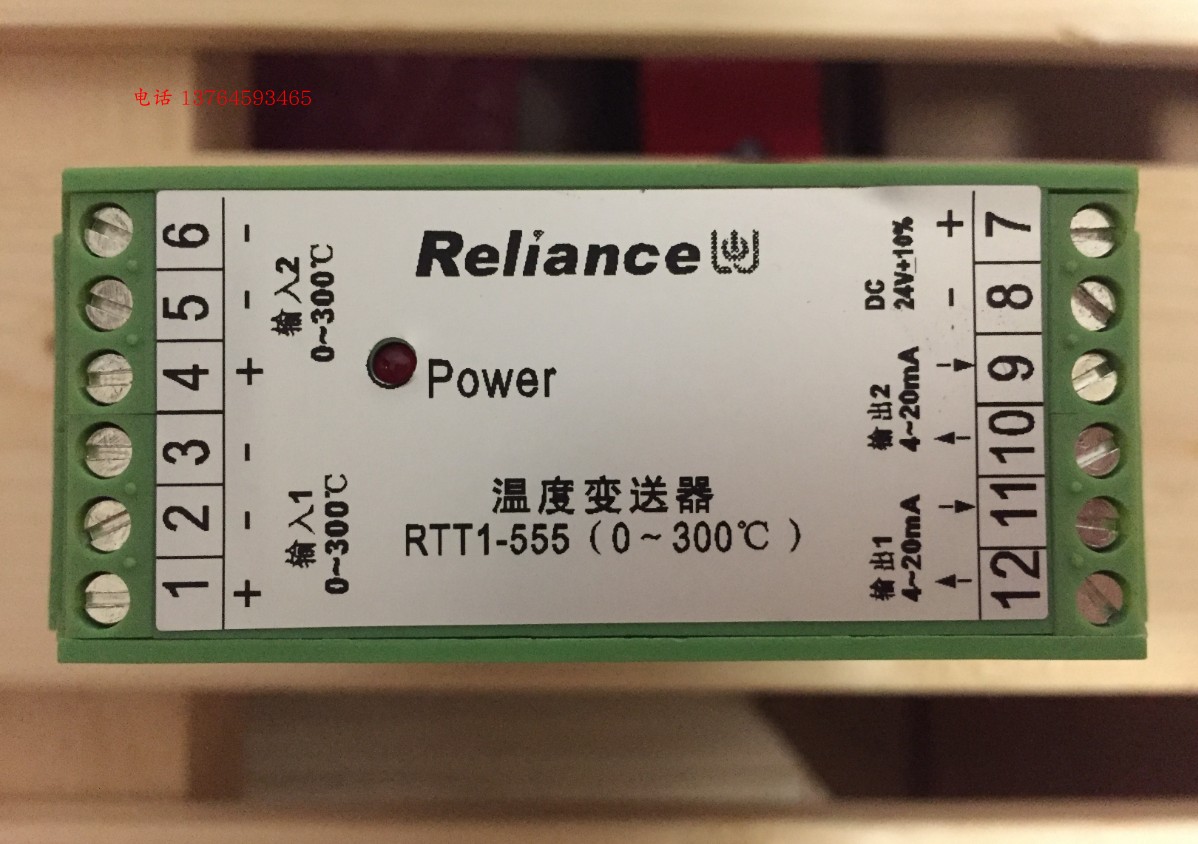 电话 13764593465
Reliance
Power
温度变送器
RTT1-555（0～300℃）
6 -
5 -
4 +
输入2
0~300℃
3 -
2 -
1 +
输入1
0~300℃
+ 7
- 8
DC
24V±10%
9
10
输出2
4~20mA
11
12
输出1
4~20mA